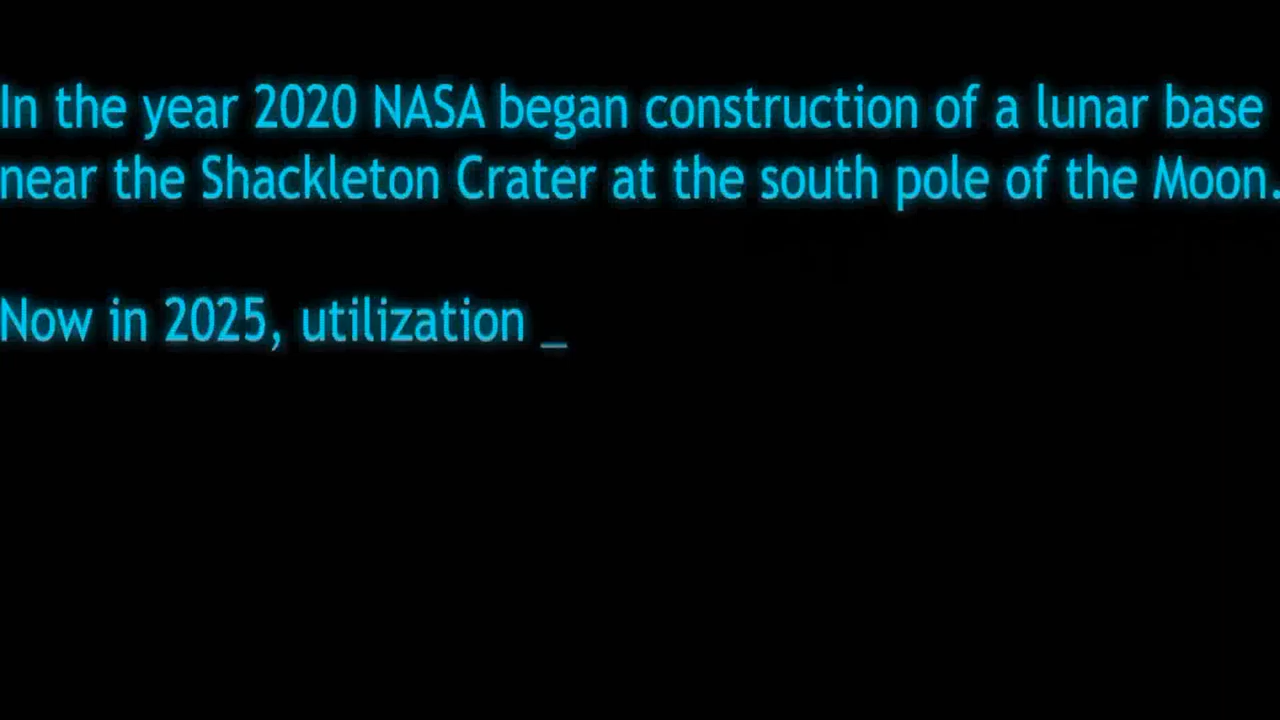 In the year 2020 NASA began construction of a lunar base
near the Shackleton Crater at the south pole of the Moon.
Now in 2025, utilization _